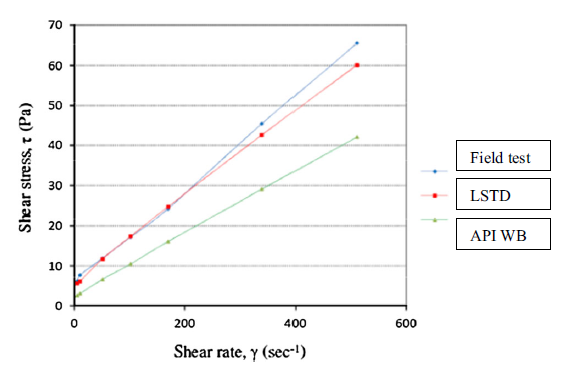 70
60
50
40
30
20
10
0
0 200 400 600
Shear stress, τ (Pa)
Shear rate, γ (sec⁻¹)
Field test
LSTD
API WB